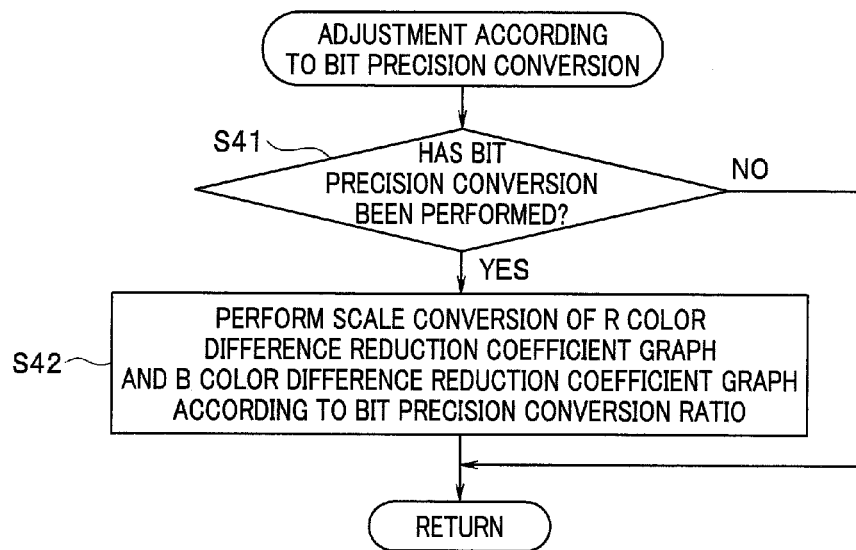 ADJUSTMENT ACCORDING
TO BIT PRECISION CONVERSION
S41
HAS BIT
PRECISION CONVERSION
BEEN PERFORMED?
NO
YES
S42
PERFORM SCALE CONVERSION OF R COLOR
DIFFERENCE REDUCTION COEFFICIENT GRAPH
AND B COLOR DIFFERENCE REDUCTION COEFFICIENT GRAPH
ACCORDING TO BIT PRECISION CONVERSION RATIO
RETURN